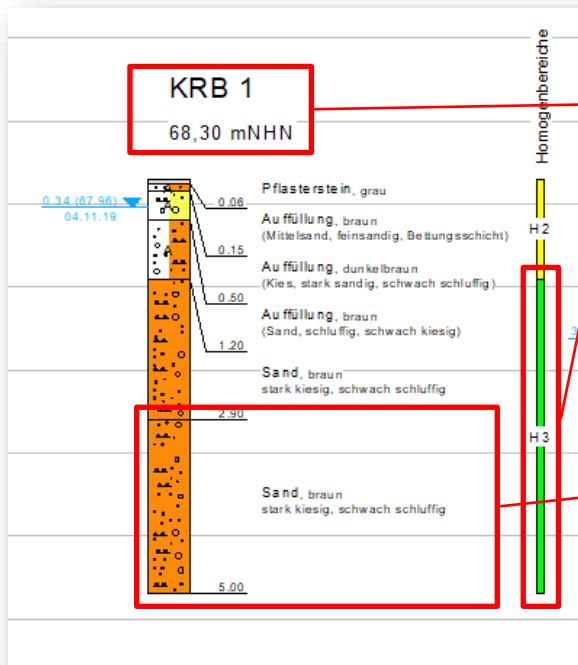 KRB 1
68,30 mNHN
Homogenbereiche
0.34 (67.96)
04.11.19
0.06
Pflasterstein, grau
Auffüllung, braun
(Mittelsand, feinsandig, Bettungsschicht)
0.15
Auffüllung, dunkelbraun
(Kies, stark sandig, schwach schluffig)
0.50
Auffüllung, braun
(Sand, schluffig, schwach kiesig)
1.20
Sand, braun
stark kiesig, schwach schluffig
2.90
Sand, braun
stark kiesig, schwach schluffig
5.00
H2
H3
A